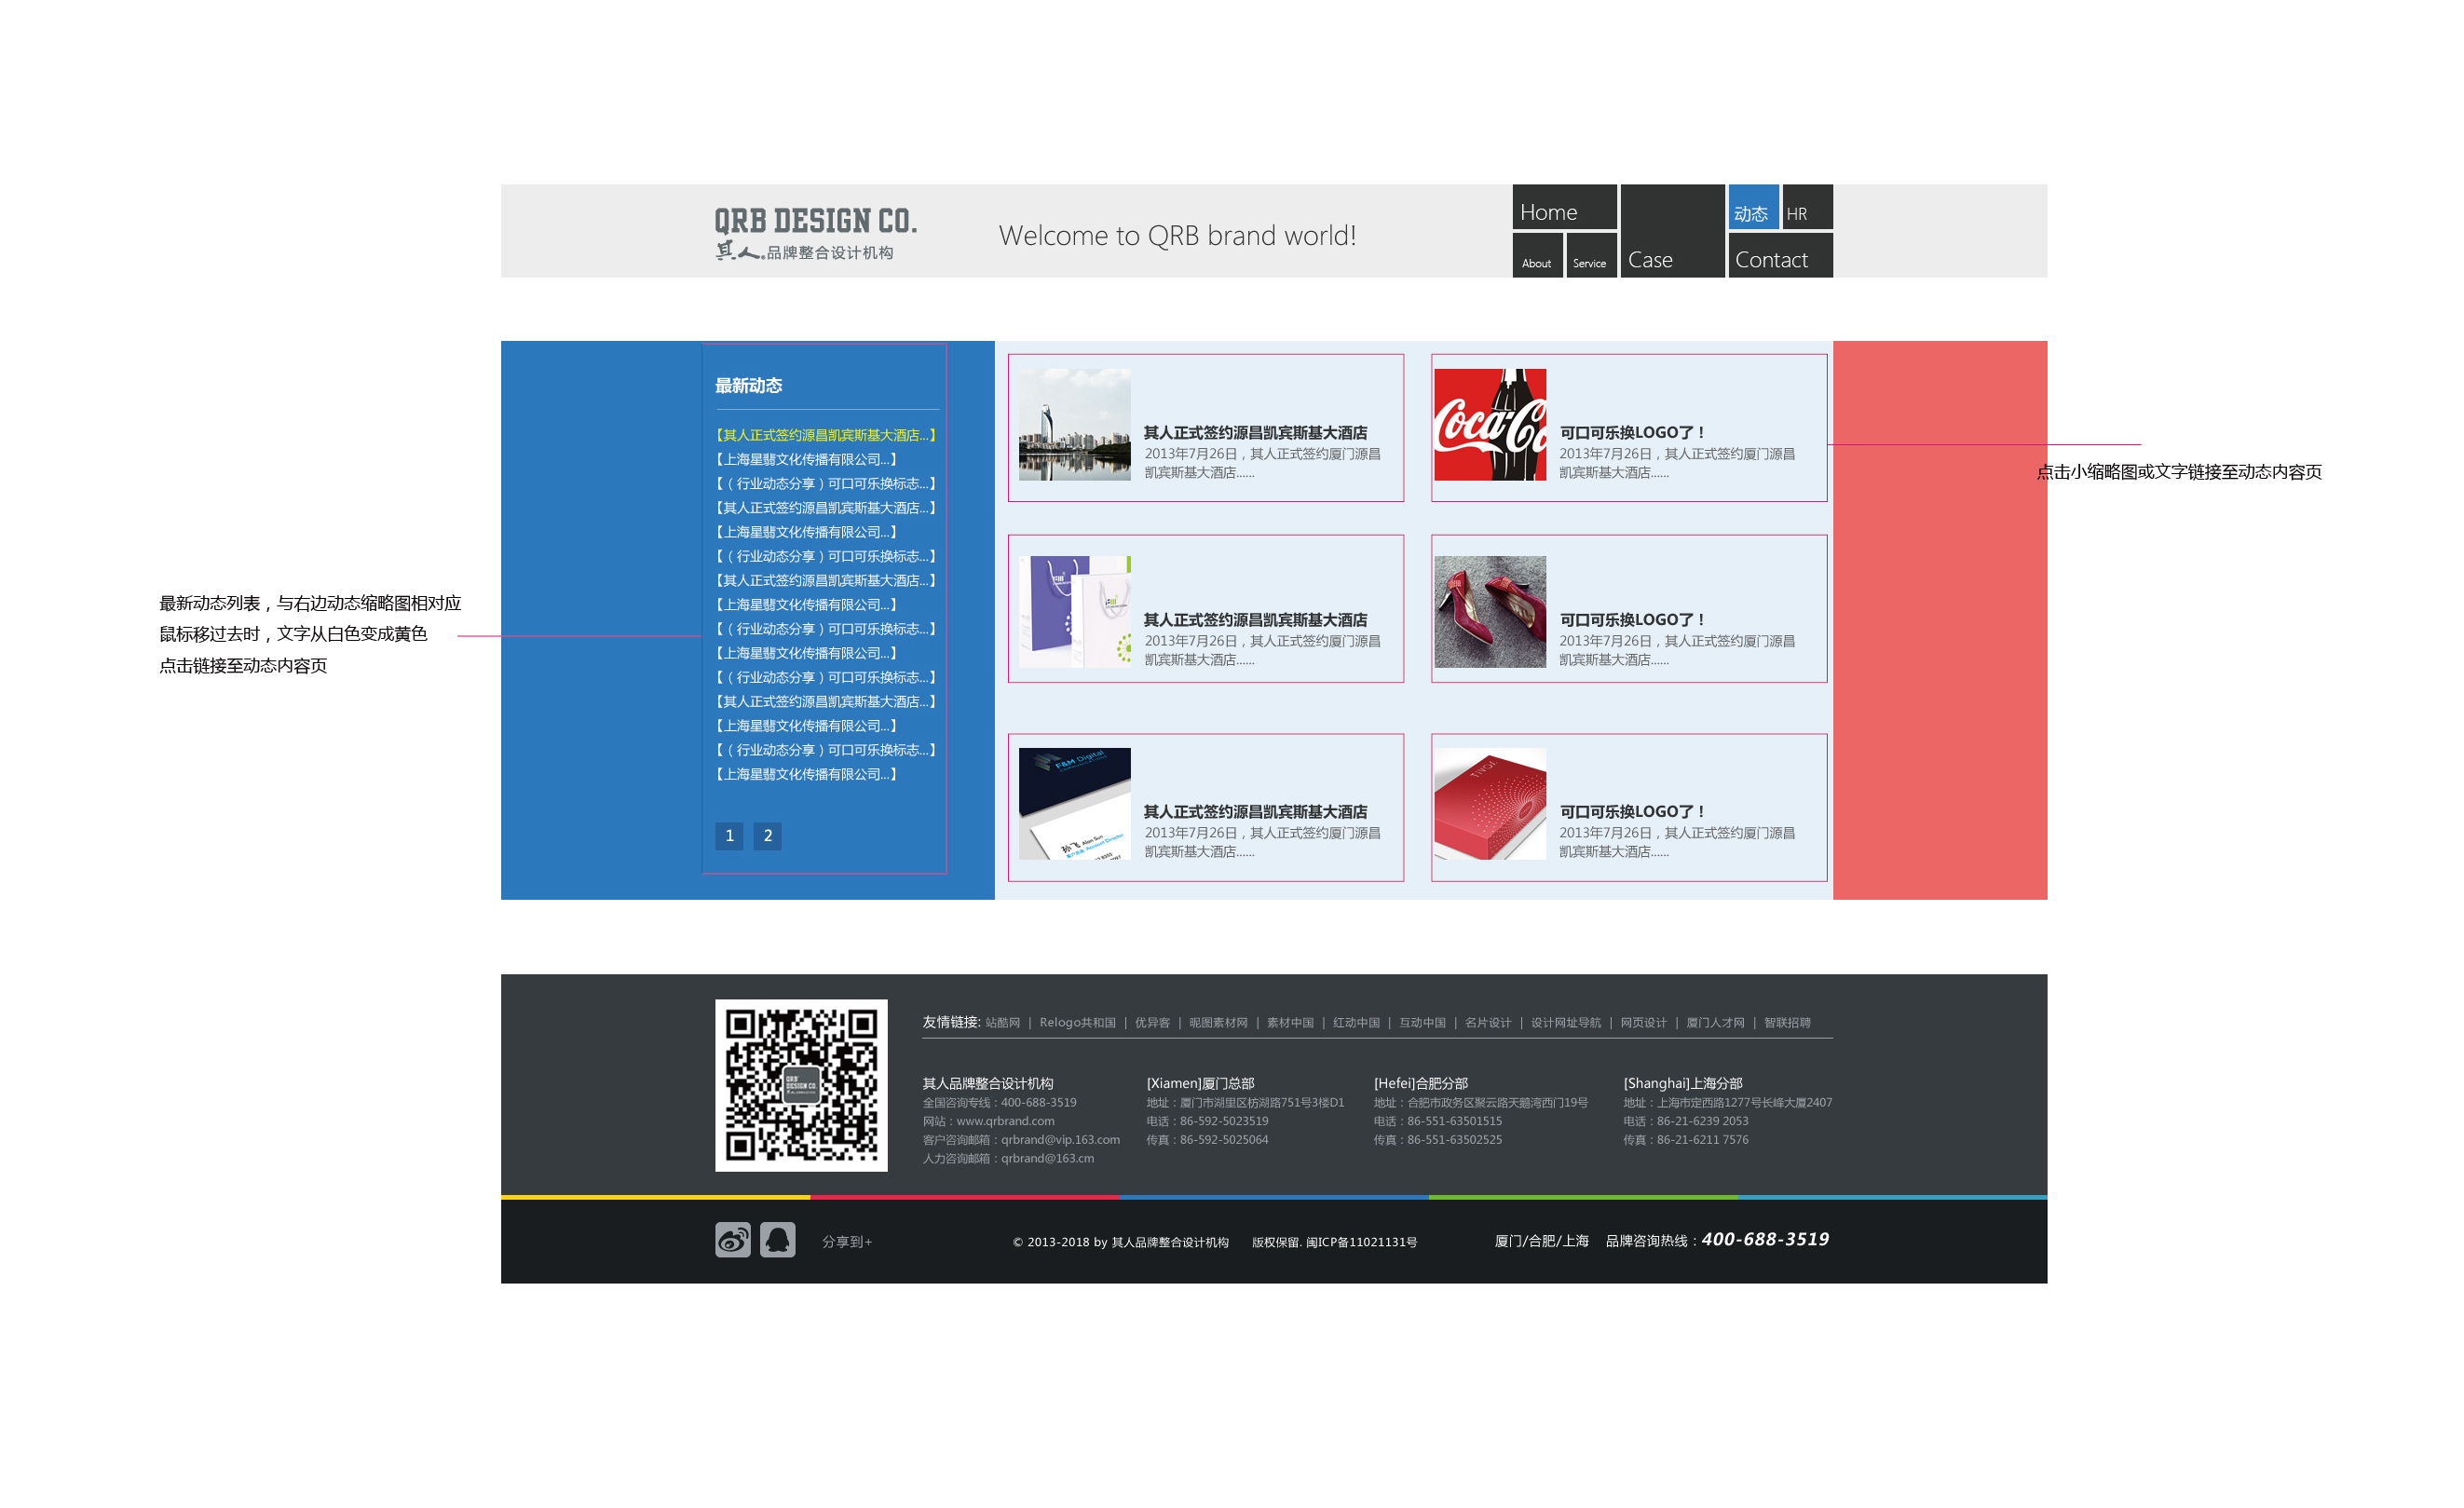 QRB DESIGN CO.
其人.品牌整合设计机构
Welcome to QRB brand world!
Home
About
Service
Case
动态
HR
Contact
最新动态
【其人正式签约源昌凯宾斯基大酒店...】
【上海星翡文化传播有限公司...】
【（行业动态分享）可口可乐换标志...】
【其人正式签约源昌凯宾斯基大酒店...】
【上海星翡文化传播有限公司...】
【（行业动态分享）可口可乐换标志...】
【其人正式签约源昌凯宾斯基大酒店...】
【上海星翡文化传播有限公司...】
【（行业动态分享）可口可乐换标志...】
【上海星翡文化传播有限公司...】
【（行业动态分享）可口可乐换标志...】
【其人正式签约源昌凯宾斯基大酒店...】
【上海星翡文化传播有限公司...】
【（行业动态分享）可口可乐换标志...】
【上海星翡文化传播有限公司...】
1 2
最新动态列表，与右边动态缩略图相对应
鼠标移过去时，文字从白色变成黄色
点击链接至动态内容页
其人正式签约源昌凯宾斯基大酒店
2013年7月26日，其人正式签约厦门源昌
凯宾斯基大酒店......
Coca-Co
可口可乐换LOGO了！
2013年7月26日，其人正式签约厦门源昌
凯宾斯基大酒店......
点击小缩略图或文字链接至动态内容页
其人正式签约源昌凯宾斯基大酒店
2013年7月26日，其人正式签约厦门源昌
凯宾斯基大酒店......
可口可乐换LOGO了！
2013年7月26日，其人正式签约厦门源昌
凯宾斯基大酒店......
F&M Digital
孙飞 Alan Sun
Account Director
其人正式签约源昌凯宾斯基大酒店
2013年7月26日，其人正式签约厦门源昌
凯宾斯基大酒店......
可口可乐换LOGO了！
2013年7月26日，其人正式签约厦门源昌
凯宾斯基大酒店......
QRB DESIGN CO.
友情链接: 站酷网 | Relogo共和国 | 优异客 | 昵图素材网 | 素材中国 | 红动中国 | 互动中国 | 名片设计 | 设计网址导航 | 网页设计 | 厦门人才网 | 智联招聘
其人品牌整合设计机构
全国咨询专线：400-688-3519
网站：www.qrbrand.com
客户咨询邮箱：qrbrand@vip.163.com
人力咨询邮箱：qrbrand@163.cm
[Xiamen]厦门总部
地址：厦门市湖里区枋湖路751号3楼D1
电话：86-592-5023519
传真：86-592-5025064
[Hefei]合肥分部
地址：合肥市政务区聚云路天鹅湾西门19号
电话：86-551-63501515
传真：86-551-63502525
[Shanghai]上海分部
地址：上海市定西路1277号长峰大厦2407
电话：86-21-6239 2053
传真：86-21-6211 7576
分享到+
© 2013-2018 by 其人品牌整合设计机构 版权保留. 闽ICP备11021131号
厦门/合肥/上海 品牌咨询热线：400-688-3519